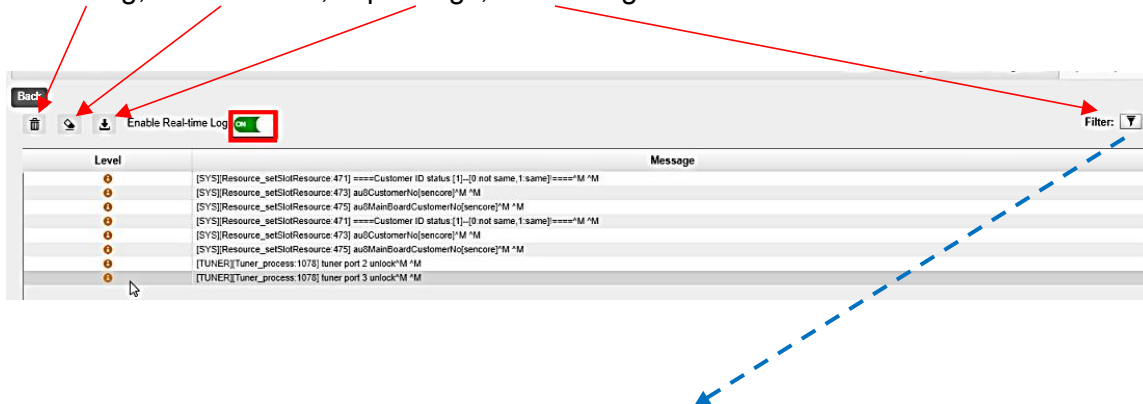 Back
Enable Real-time Log ON
Filter:
Level Message
[SYS][Resource_setSlotResource:471] ====Customer ID status:[1]--[0:not same,1:same]!====^M ^M
[SYS][Resource_setSlotResource:473] au8CustomerNo[sencore]^M ^M
[SYS][Resource_setSlotResource:475] au8MainBoardCustomerNo[sencore]^M ^M
[SYS][Resource_setSlotResource:471] ====Customer ID status:[1]--[0:not same,1:same]!====^M ^M
[SYS][Resource_setSlotResource:473] au8CustomerNo[sencore]^M ^M
[SYS][Resource_setSlotResource:475] au8MainBoardCustomerNo[sencore]^M ^M
[TUNER][Tuner_process:1078] tuner port 2 unlock^M ^M
[TUNER][Tuner_process:1078] tuner port 3 unlock^M ^M